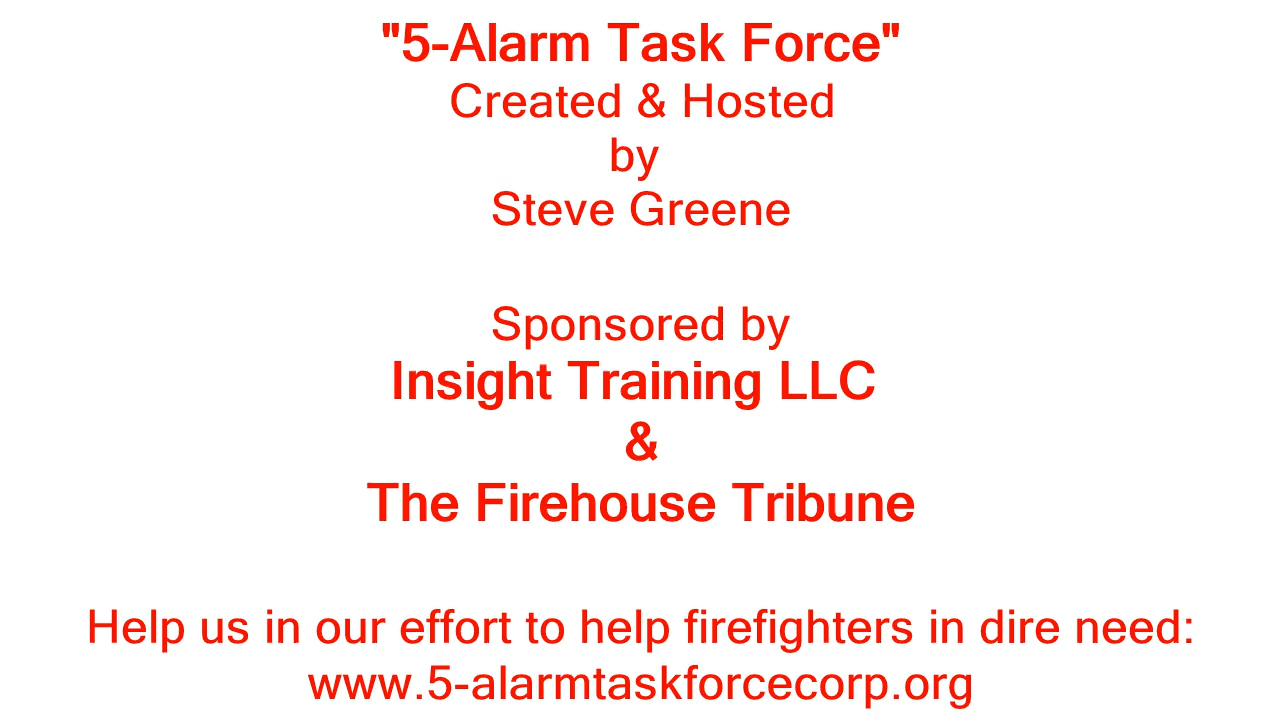 "5-Alarm Task Force"
Created & Hosted
by
Steve Greene
Sponsored by
Insight Training LLC
&
The Firehouse Tribune
Help us in our effort to help firefighters in dire need:
www.5-alarmtaskforcecorp.org